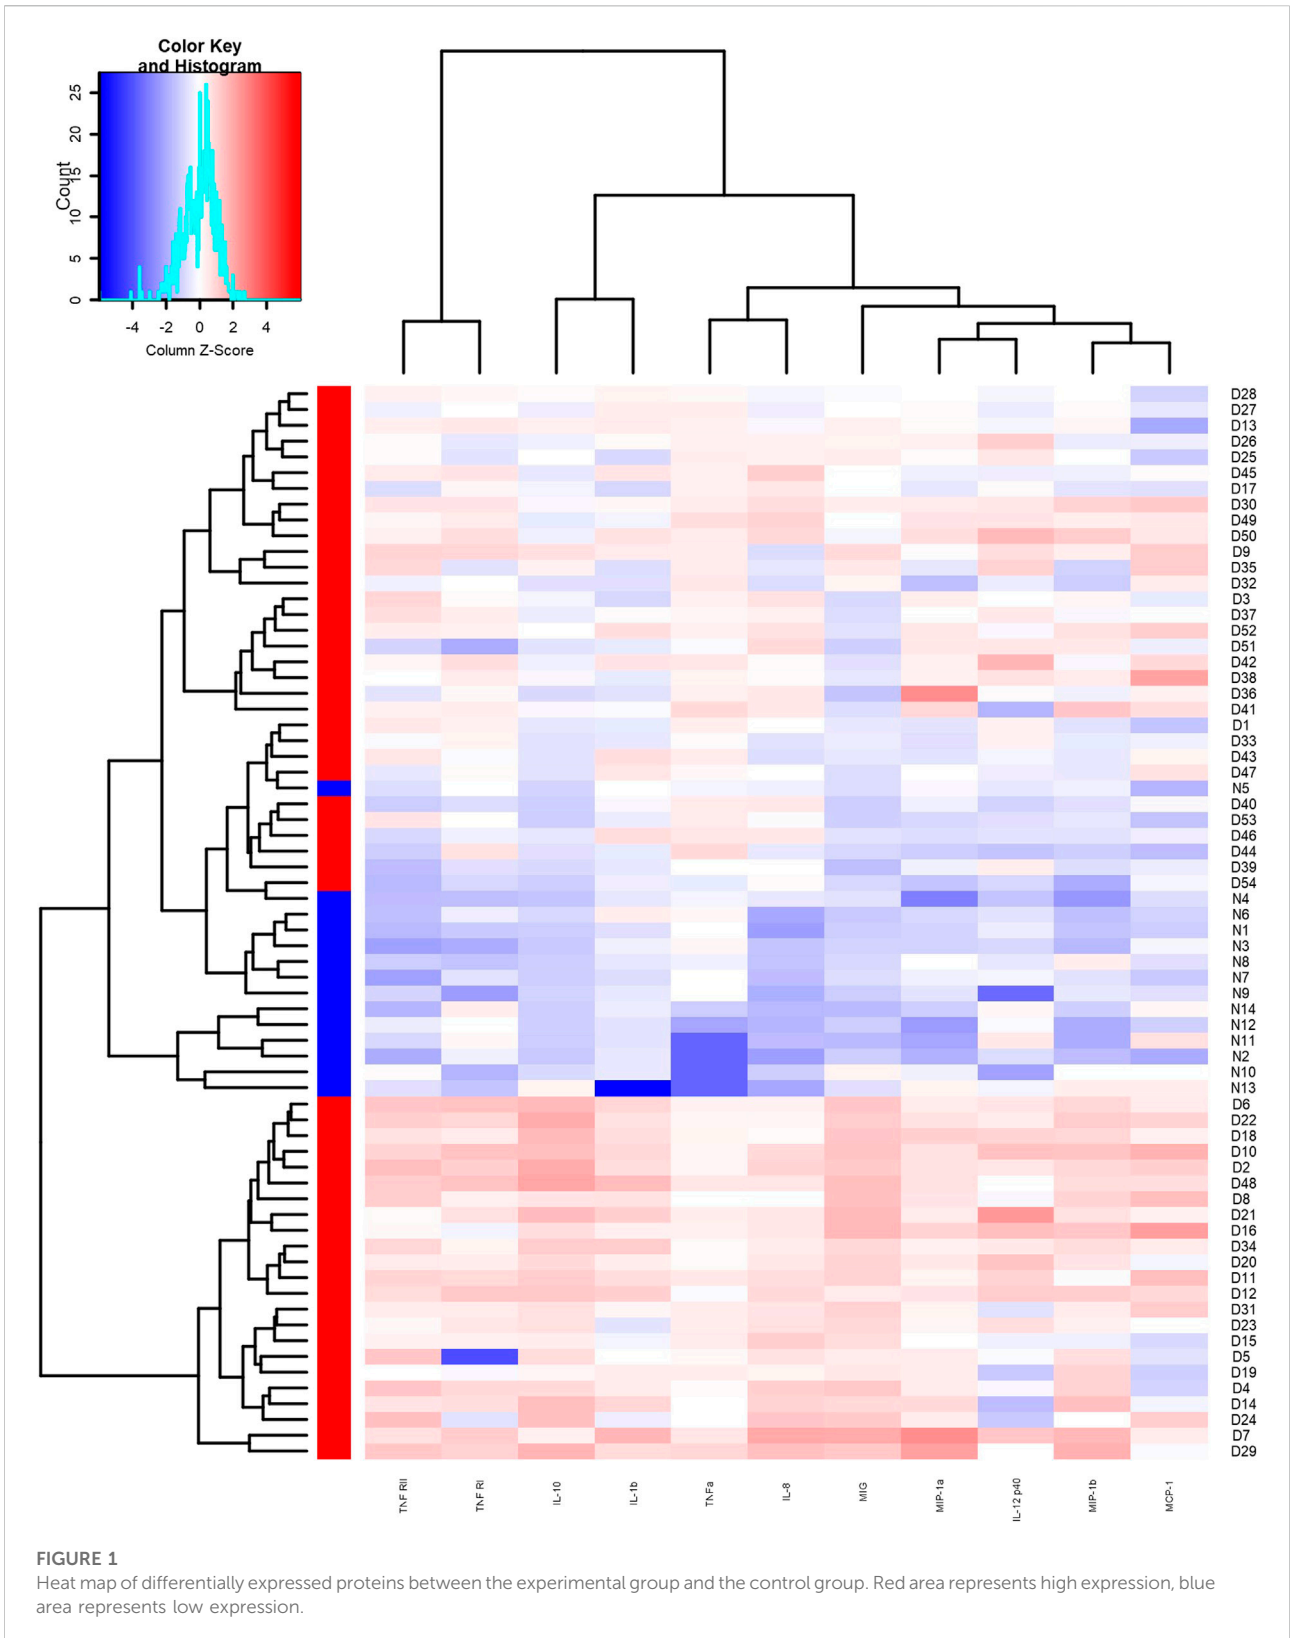 Color Key
and Histogram
Count
0
5
10
15
20
25
-4 -2 0 2 4
Column Z-Score
D28
D27
D13
D26
D25
D45
D17
D30
D49
D50
D9
D35
D32
D3
D37
D52
D51
D42
D38
D36
D41
D1
D33
D43
D47
N5
D40
D53
D46
D44
D39
D54
N4
N6
N1
N3
N8
N7
N9
N14
N12
N11
N2
N10
N13
D6
D22
D18
D10
D2
D48
D8
D21
D16
D34
D20
D11
D12
D31
D23
D15
D5
D19
D4
D14
D24
D7
D29
TNF RII
TNF RI
IL-10
IL-1b
TNFa
IL-8
MIG
MIP-1a
IL-12 p40
MIP-1b
MCP-1
FIGURE 1
Heat map of differentially expressed proteins between the experimental group and the control group. Red area represents high expression, blue
area represents low expression.